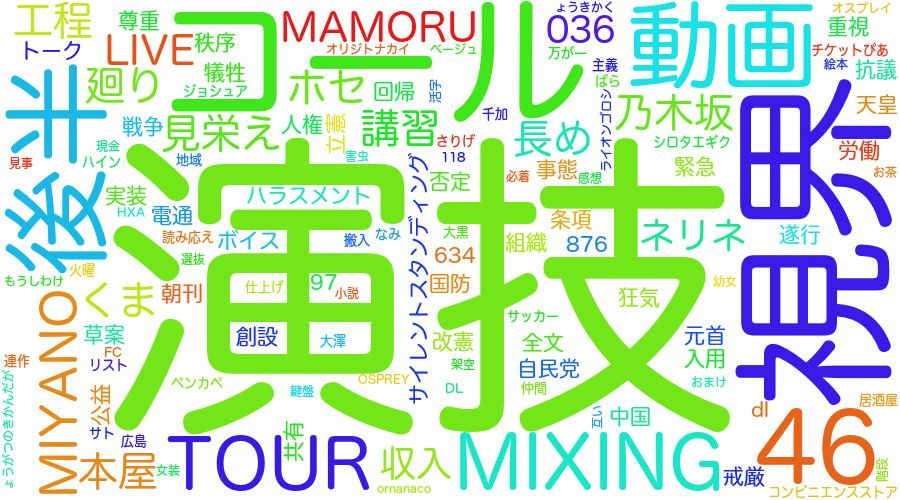 工程
尊重
コール
MAMORU
ょうきかく
036
動画
オスプレイ
トーク
LIVE
秩序
オリジトナカイ
ベージュ
万が一
主義
重視
チケットぴあ
絵本
抗議
廻り
犠牲
ジョシュア
ホセ
回帰
活字
ばら
後半
戦争
見栄え
人権
立憲
講習
千加
長め
ライオンゴロシ
乃木坂
シロタエギク
天皇
見事
現金
ハイン
地域
害虫
さりげ
118
必着
事態
感想
緊急
視界
労働
お茶
実装
HXA
電通
演技
ハラスメント
否定
読み応え
ボイス
搬入
なみ
大黒
組織
条項
876
ネリネ
遂行
もうしわけ
火曜
選抜
サイレントスタンディング
634
くま
朝刊
97
仕上げ
小説
国防
狂気
幼女
MIYANO
草案
創設
大澤
改憲
サッカー
全文
元首
FC
リスト
架空
自民党
入用
連作
公益
ペンカペ
鍵盤
OSPREY
DL
仲間
おまけ
ょうがつのきかんだが
サト
広島
共有
互い
中国
dl
46
居酒屋
本屋
女装
TOUR
収入
ornanaco
MIXING
戒厳
階段
コンビニエンスストア